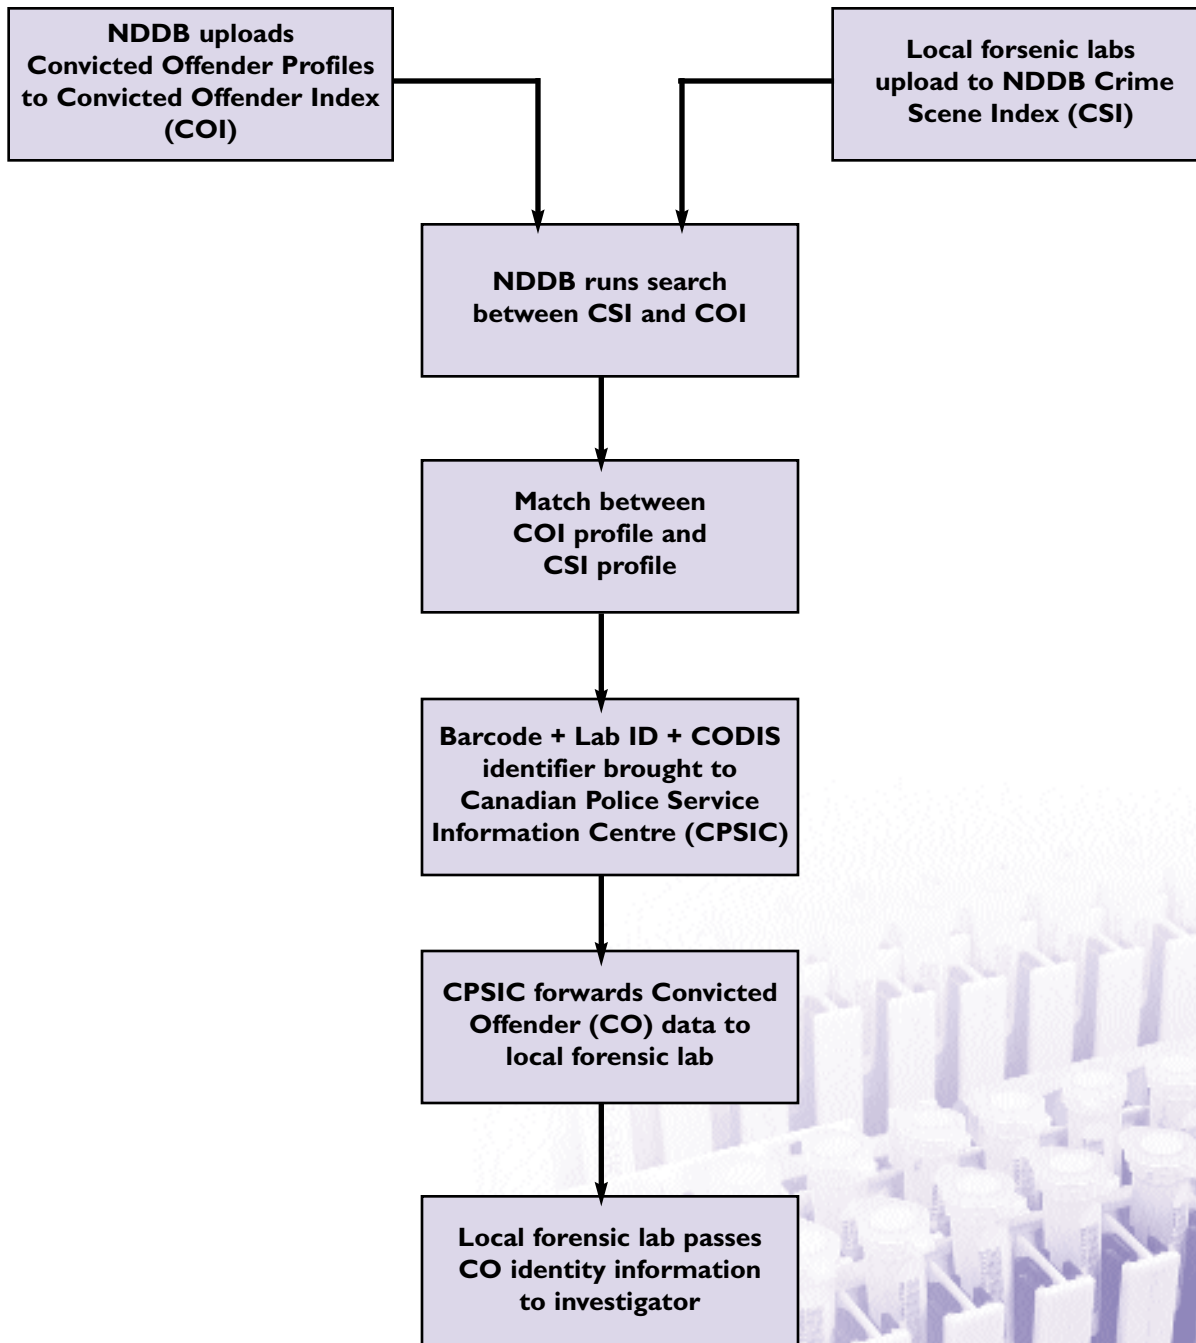 NDDB uploads
Convicted Offender Profiles
to Convicted Offender Index
(COI)
Local forsenic labs
upload to NDDB Crime
Scene Index (CSI)
NDDB runs search
between CSI and COI
Match between
COI profile and
CSI profile
Barcode + Lab ID + CODIS
identifier brought to
Canadian Police Service
Information Centre (CPSIC)
CPSIC forwards Convicted
Offender (CO) data to
local forensic lab
Local forensic lab passes
CO identity information
to investigator